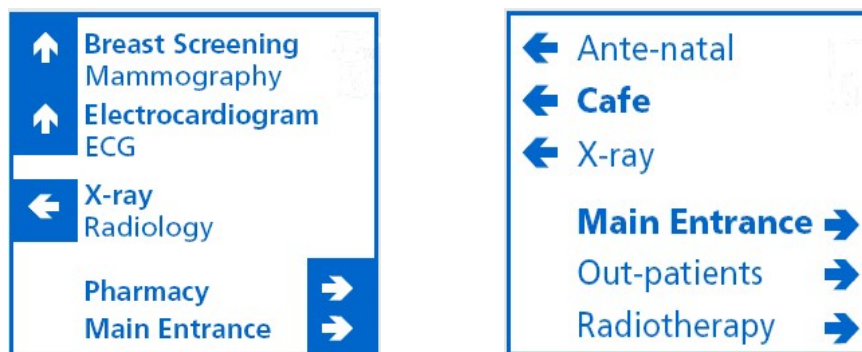 Breast Screening
Mammography
Electrocardiogram
ECG
X-ray
Radiology
Pharmacy
Main Entrance
Ante-natal
Cafe
X-ray
Main Entrance
Out-patients
Radiotherapy